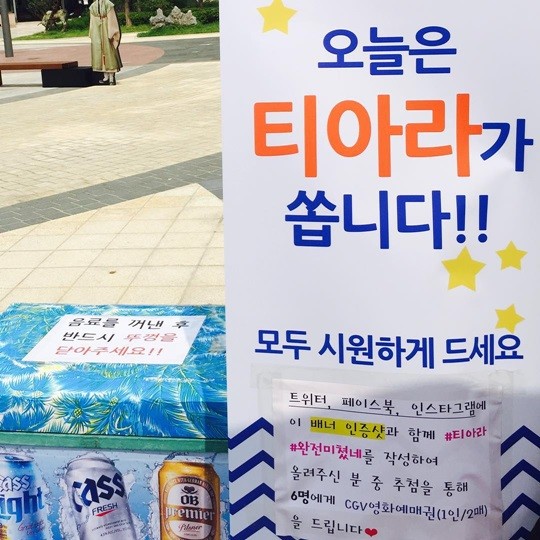 오늘은
티아라가
쏩니다!!
모두 시원하게 드세요
트위터, 페이스북, 인스타그램에
이 배너 인증샷과 함께 #티아라
#완전미쳤네를 작성하여
올려주신 분 중 추첨을 통해
6명에게 CGV영화예매권(1인/2매)
을 드립니다❤
음료를 꺼낸 후
반드시 뚜껑을
닫아주세요!!
cass
light
cass
FRESH
OB
premier
Pilsner